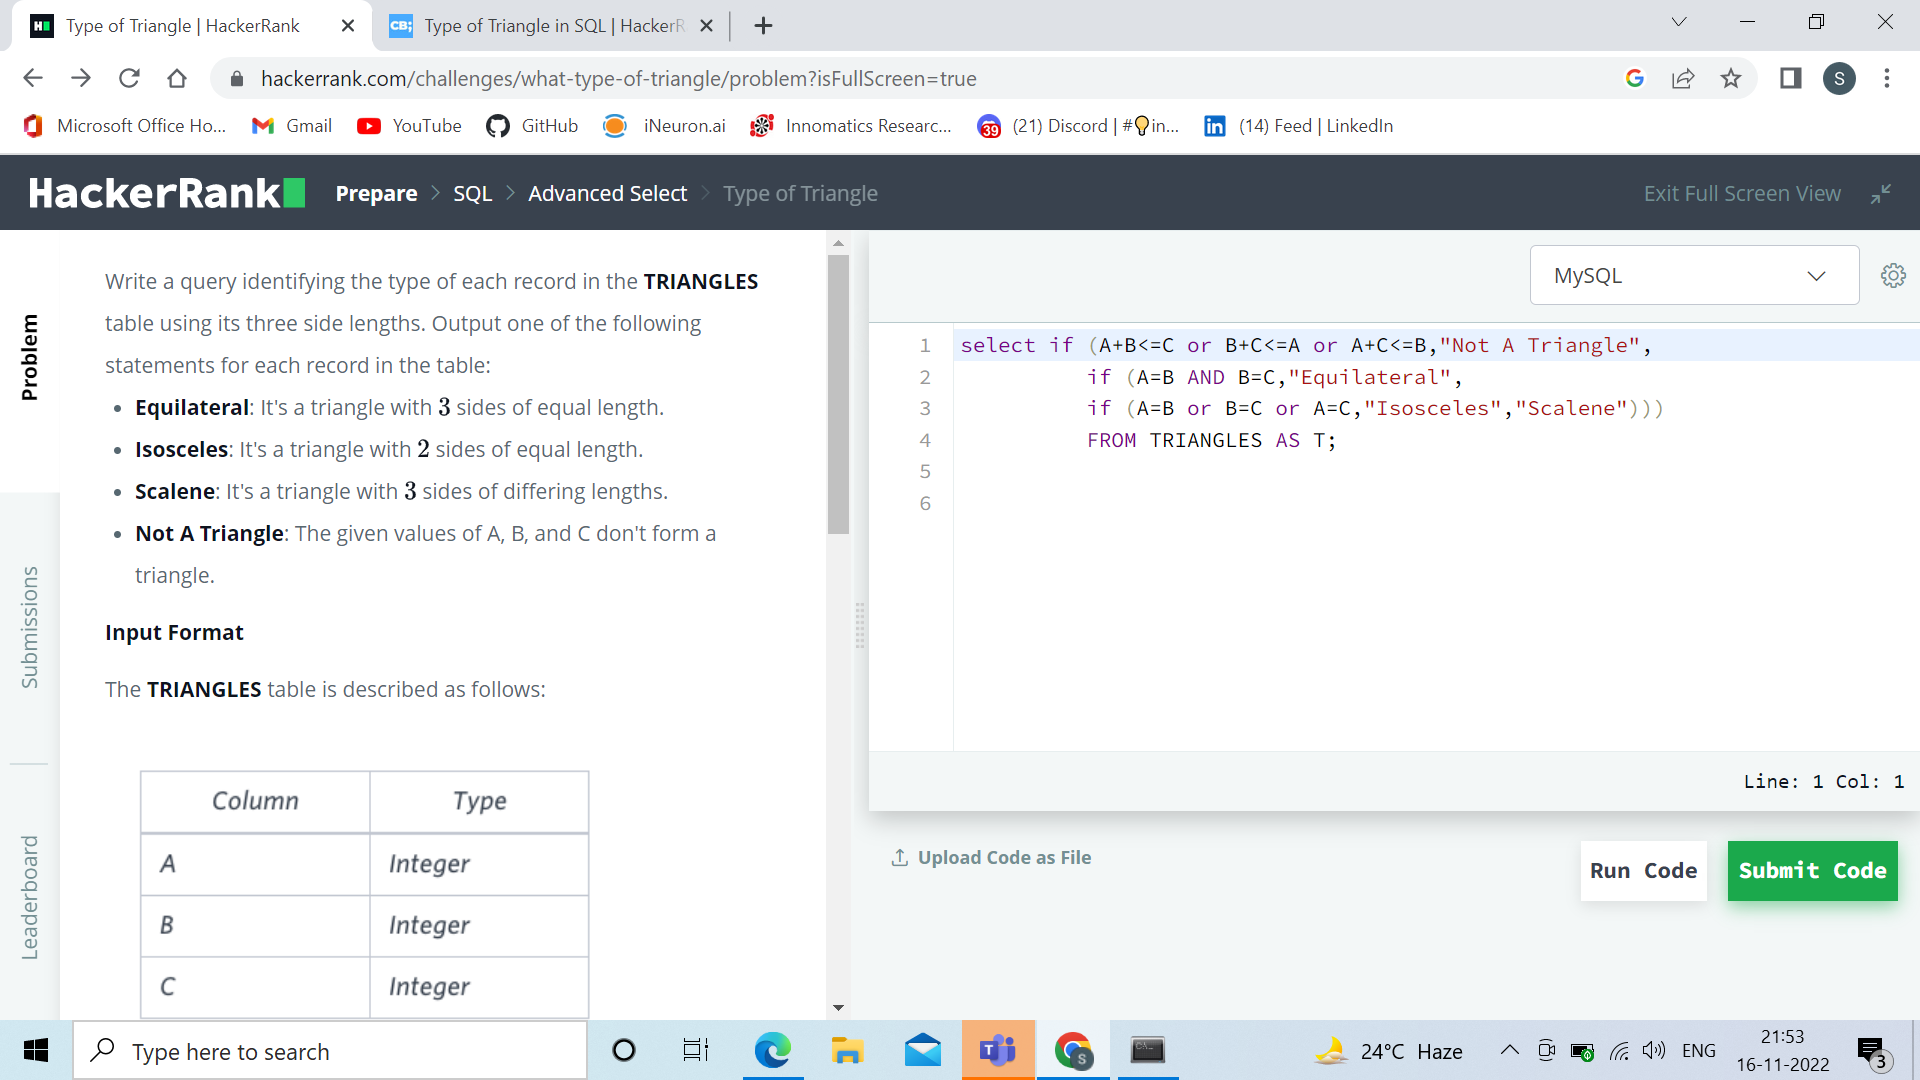 Type of Triangle | HackerRank
Type of Triangle in SQL | HackerR
hackerrank.com/challenges/what-type-of-triangle/problem?isFullScreen=true
S
Microsoft Office Ho...
Gmail
YouTube
GitHub
iNeuron.ai
Innomatics Researc...
39
(21) Discord | #💡in...
(14) Feed | LinkedIn
HackerRank
Prepare > SQL > Advanced Select > Type of Triangle
Exit Full Screen View
Problem
Submissions
Leaderboard
Write a query identifying the type of each record in the TRIANGLES
table using its three side lengths. Output one of the following
statements for each record in the table:
• Equilateral: It's a triangle with 3 sides of equal length.
• Isosceles: It's a triangle with 2 sides of equal length.
• Scalene: It's a triangle with 3 sides of differing lengths.
• Not A Triangle: The given values of A, B, and C don't form a
triangle.
Input Format
The TRIANGLES table is described as follows:
Column Type
A Integer
B Integer
C Integer
MySQL
1 select if (A+B<=C or B+C<=A or A+C<=B,"Not A Triangle",
2 if (A=B AND B=C,"Equilateral",
3 if (A=B or B=C or A=C,"Isosceles","Scalene")))
4 FROM TRIANGLES AS T;
5
6
Line: 1 Col: 1
Upload Code as File
Run Code
Submit Code
Type here to search
24°C Haze
ENG
21:53
16-11-2022
3